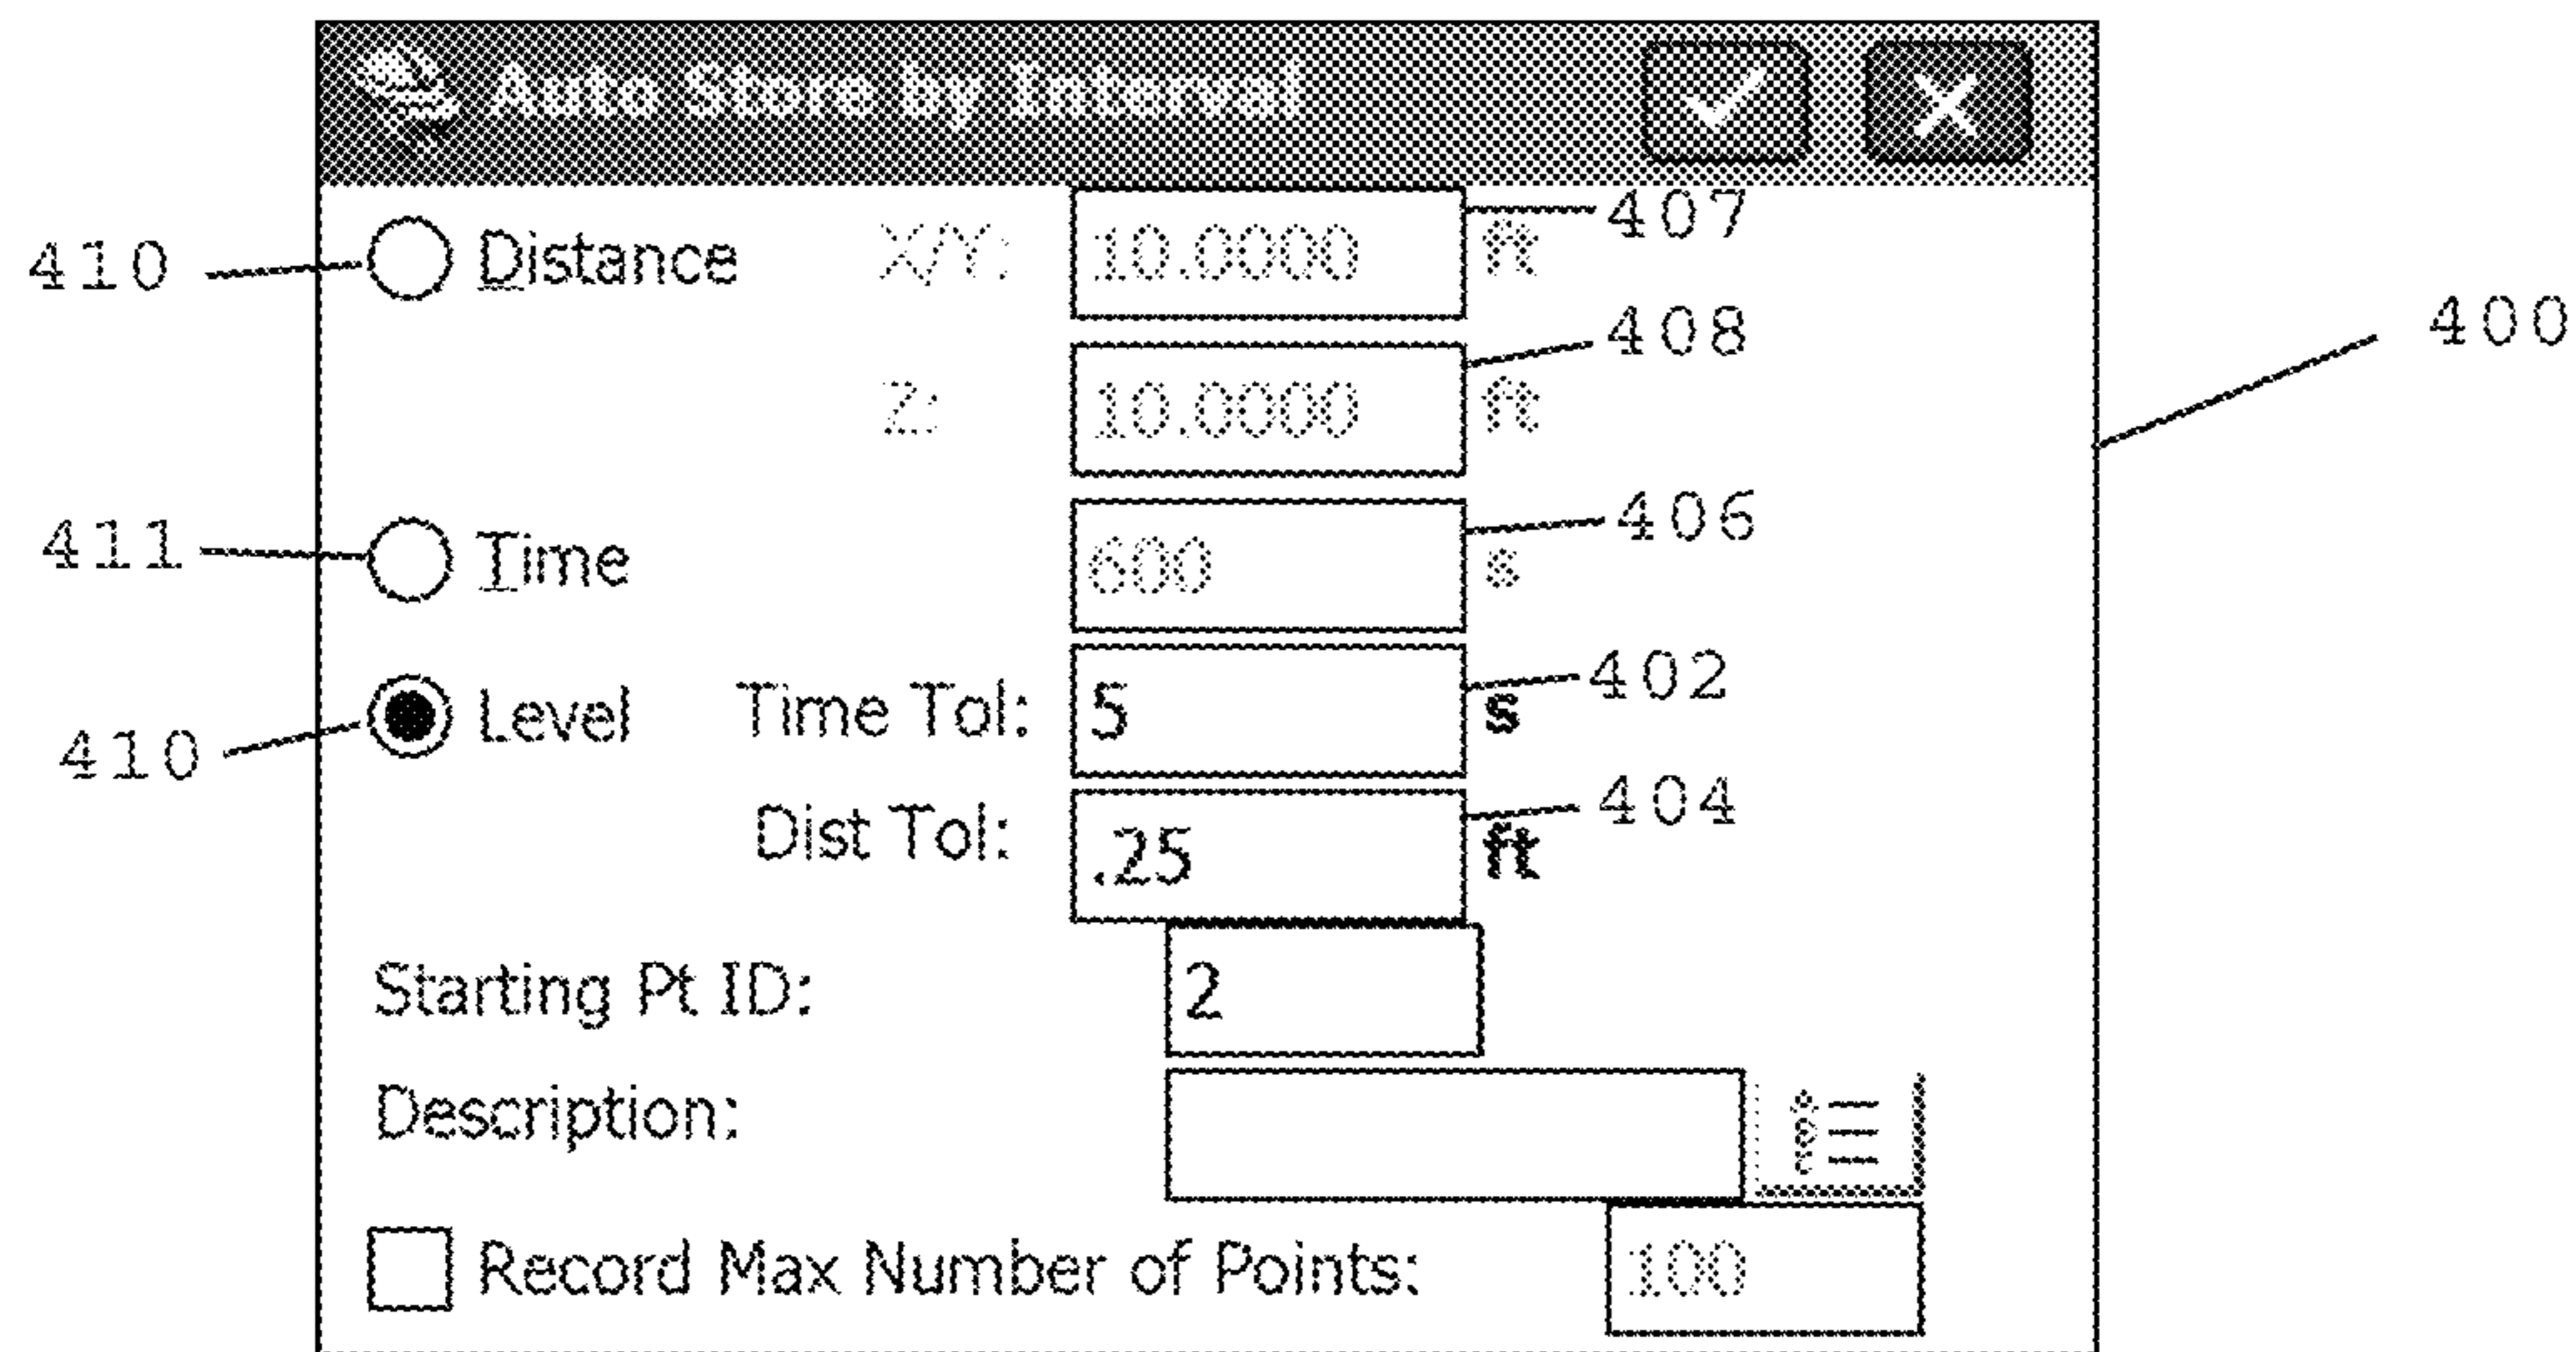 Auto Store by Interval
410 Distance X/Y: 10.0000 ft 407
Z: 10.0000 ft 408
400
411 Time 600 s 406
410 Level Time Tol: 5 s 402
Dist Tol: .25 ft 404
Starting Pt ID: 2
Description:
Record Max Number of Points: 100